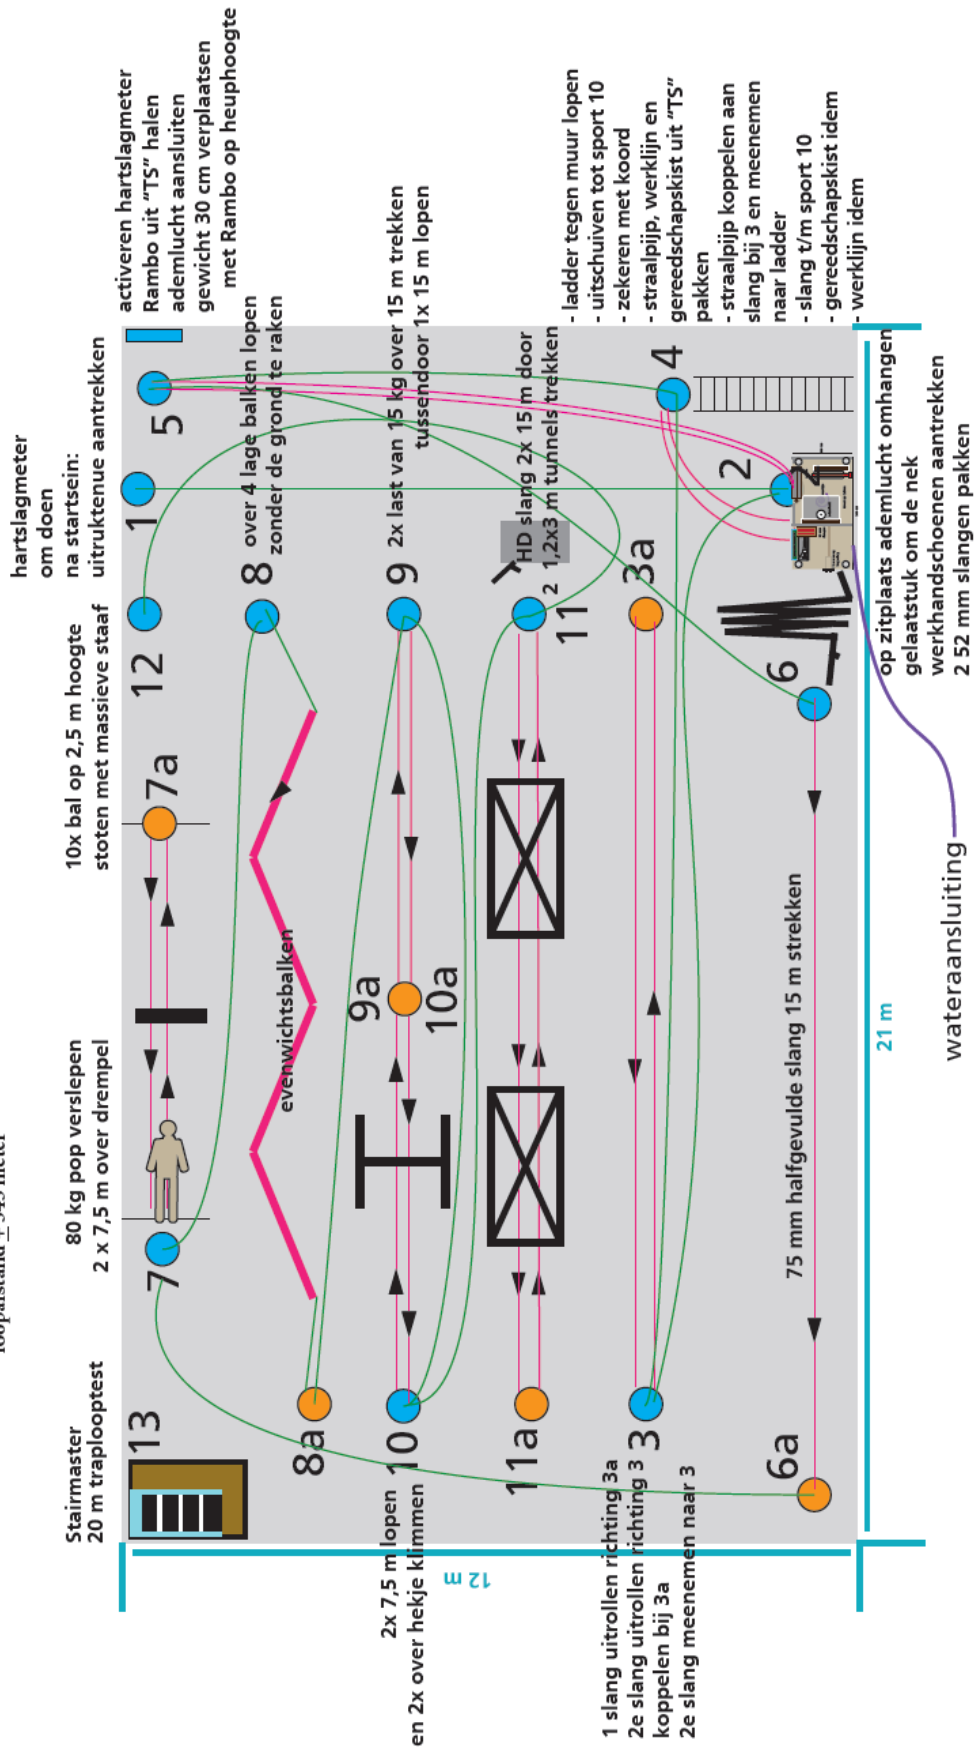 loopafstand ± 345 meter
Stairmaster
20 m traplooptest
80 kg pop verslepen
2 x 7,5 m over drempel
10x bal op 2,5 m hoogte
stoten met massieve staaf
hartslagmeter
om doen
na startsein:
uitruktenue aantrekken
activeren hartslagmeter
Rambo uit "TS" halen
ademlucht aansluiten
gewicht 30 cm verplaatsen
met Rambo op heuphoogte
13
7
7a
12
1
5
over 4 lage balken lopen
zonder de grond te raken
8
8a
evenwichtsbalken
2x last van 15 kg over 15 m trekken
tussendoor 1x 15 m lopen
9
9a
10a
10
2x 7,5 m lopen
en 2x over hekje klimmen
HD slang 2x 15 m door
2 1,2x3 m tunnels trekken
11
11a
3a
3
1 slang uitrollen richting 3a
2e slang uitrollen richting 3
koppelen bij 3a
2e slang meenemen naar 3
4
- ladder tegen muur lopen
- uitschuiven tot sport 10
- zekeren met koord
- straalpijp, werklijn en
gereedschapskist uit "TS"
pakken
- straalpijp koppelen aan
slang bij 3 en meenemen
naar ladder
- slang t/m sport 10
- gereedschapskist idem
- werklijn idem
2
6
6a
75 mm halfgevulde slang 15 m strekken
op zitplaats ademlucht omhangen
gelaatstuk om de nek
werkhandschoenen aantrekken
2 52 mm slangen pakken
12 m
21 m
wateraansluiting